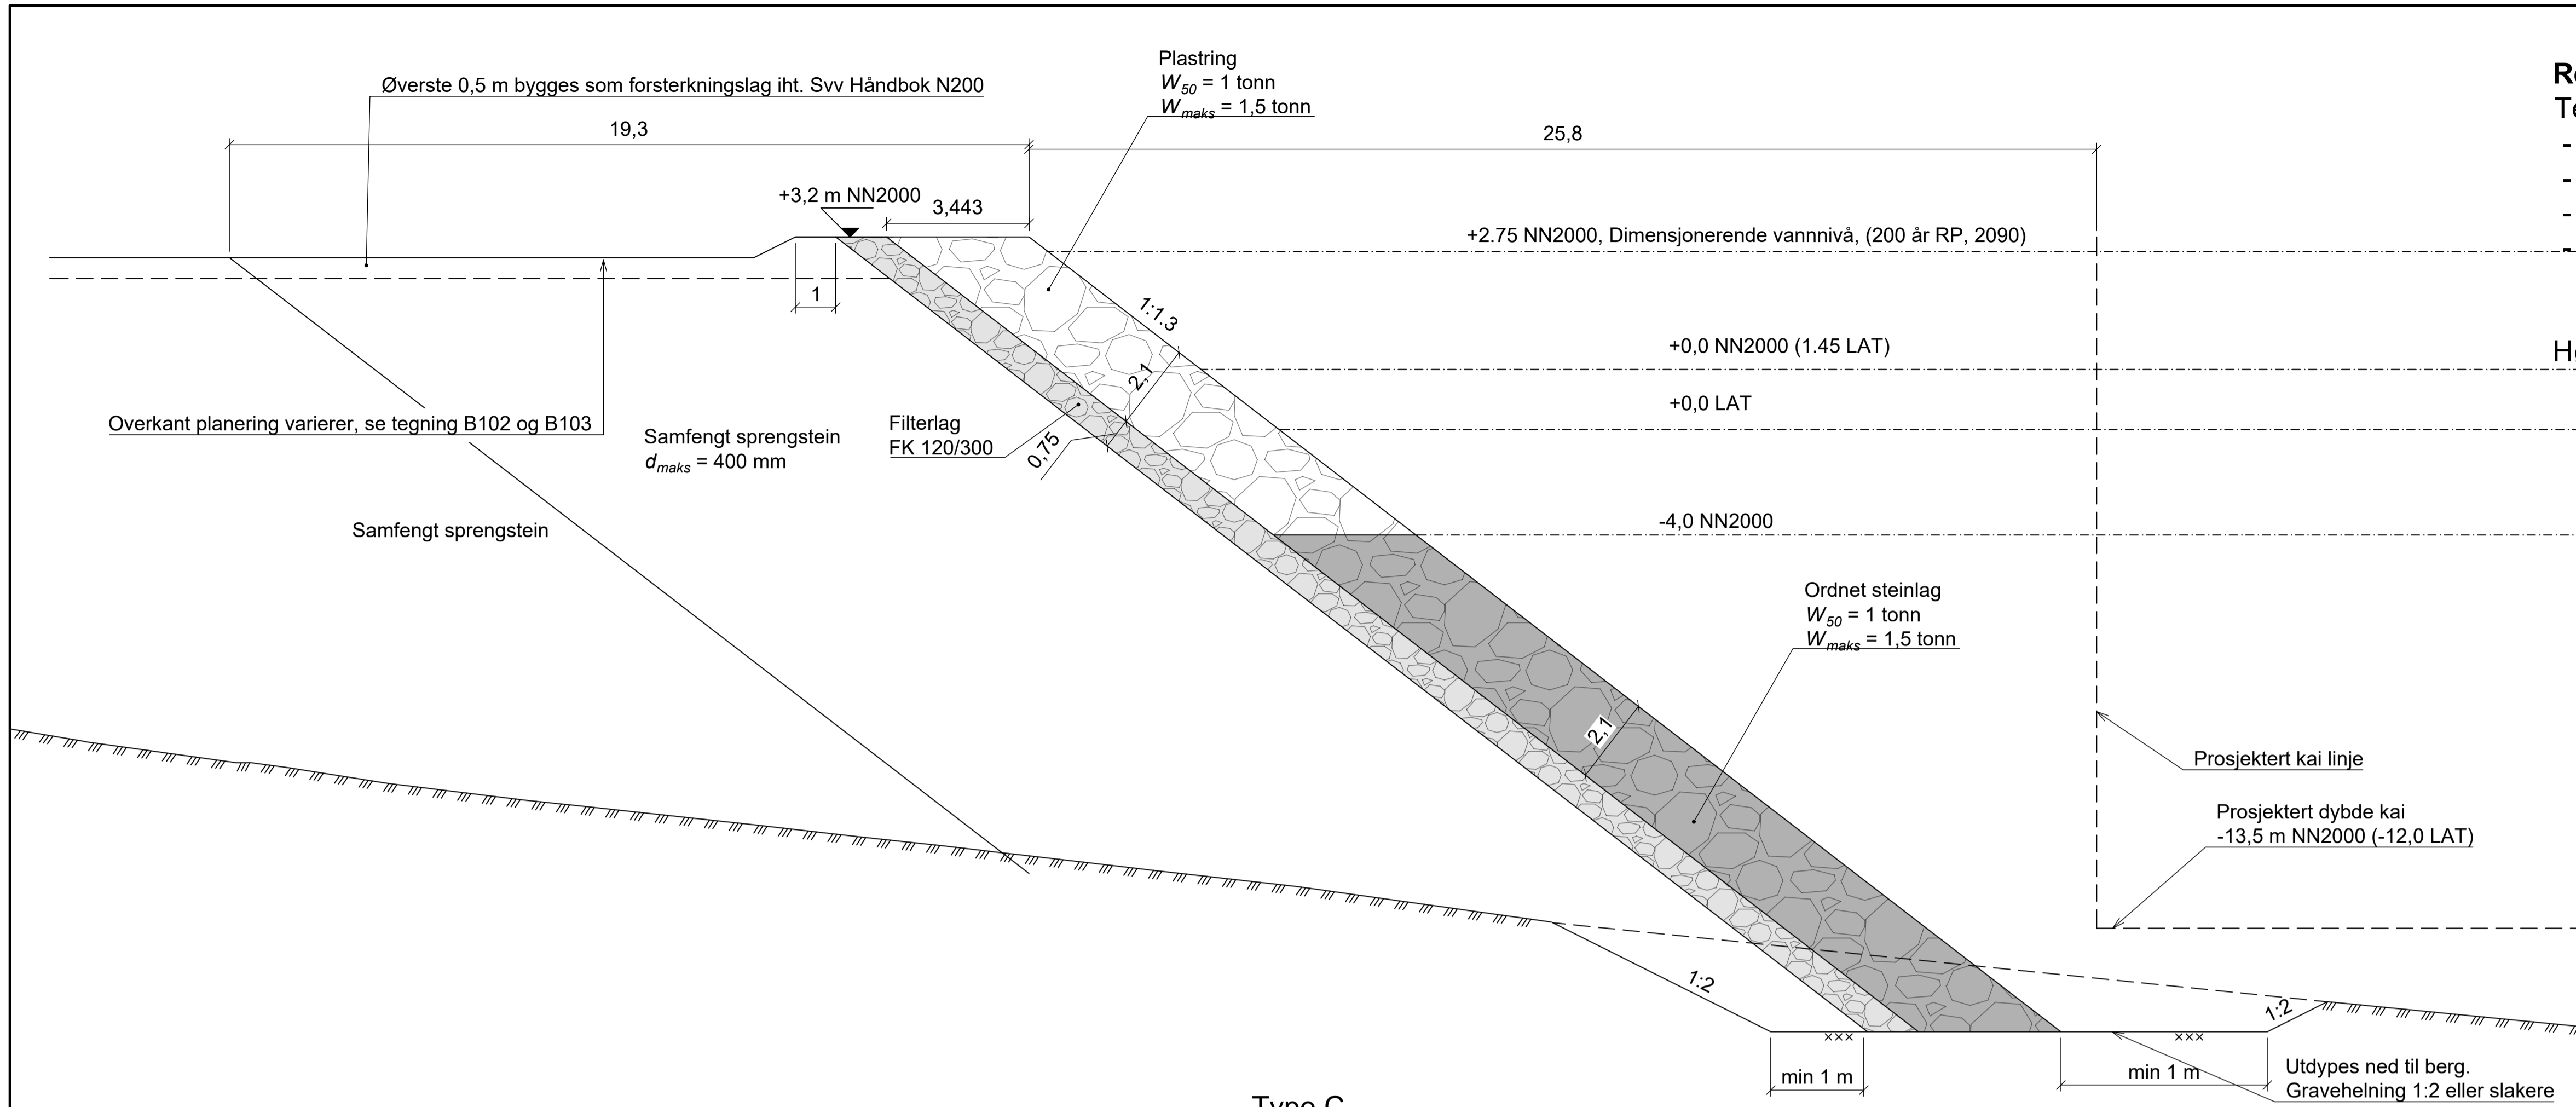 Øverste 0,5 m bygges som forsterkningslag iht. Svv Håndbok N200
Plastring
W50 = 1 tonn
Wmaks = 1,5 tonn
19,3
25,8
+3,2 m NN2000
3,443
+2.75 NN2000, Dimensjonerende vannnivå, (200 år RP, 2090)
1
1:1.3
+0,0 NN2000 (1.45 LAT)
2,1
+0,0 LAT
Overkant planering varierer, se tegning B102 og B103
Samfengt sprengstein
dmaks = 400 mm
Filterlag
FK 120/300
0,75
Samfengt sprengstein
-4,0 NN2000
Ordnet steinlag
W50 = 1 tonn
Wmaks = 1,5 tonn
2,1
Prosjektert kai linje
Prosjektert dybde kai
-13,5 m NN2000 (-12,0 LAT)
1:2
1:2
×××
×××
min 1 m
min 1 m
Utdypes ned til berg.
Gravehelning 1:2 eller slakere
Type C